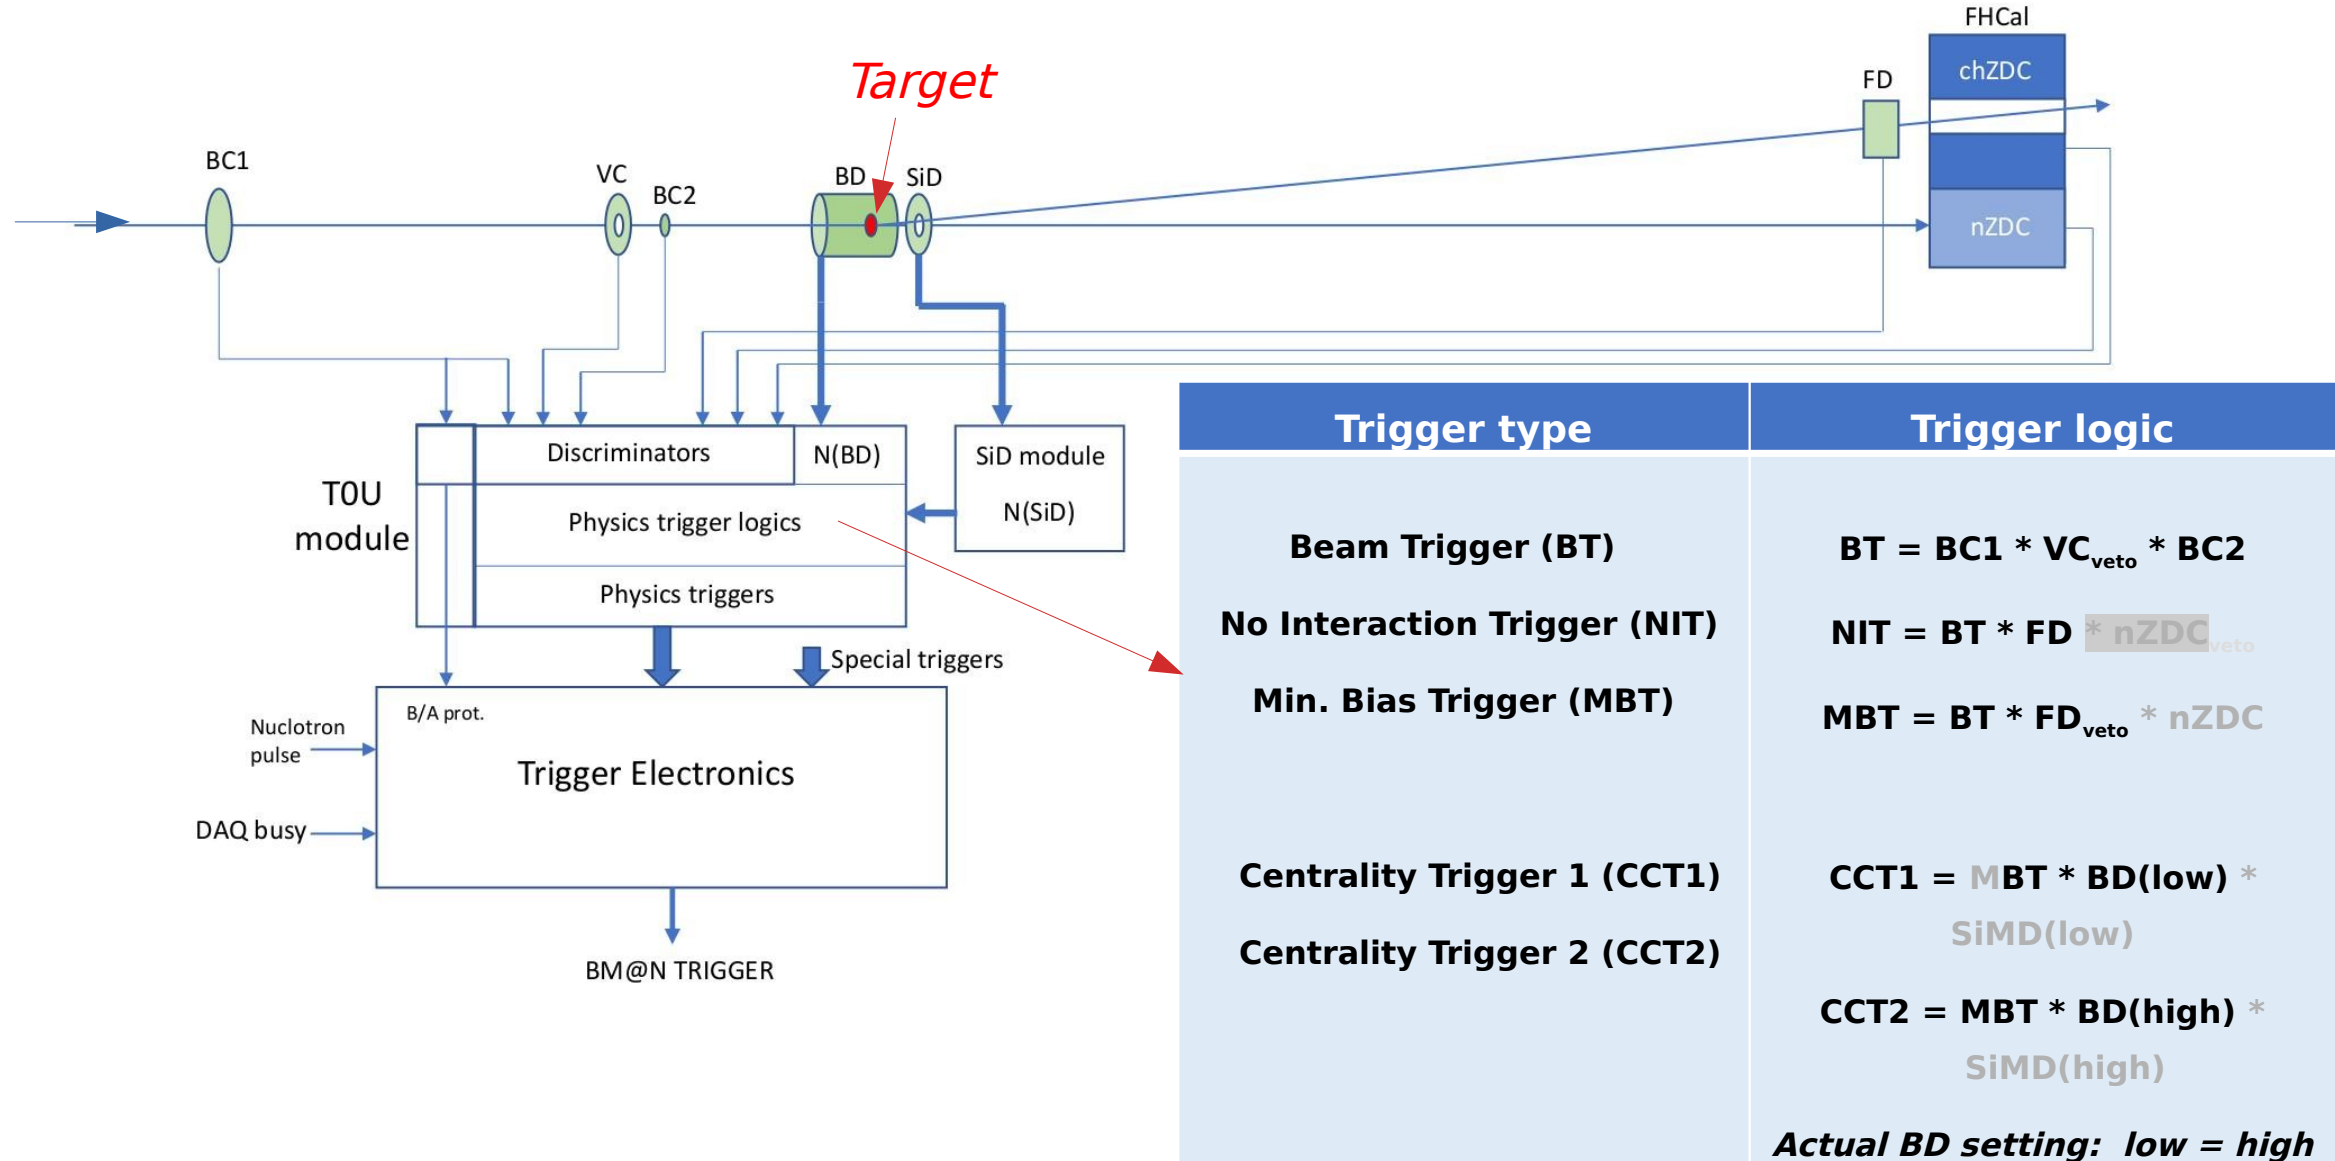 FHCal
chZDC
FD
Target
BC1
VC
BC2
BD
SiD
nZDC
Discriminators
N(BD)
SiD module
N(SiD)
T0U
module
Physics trigger logics
Physics triggers
Special triggers
B/A prot.
Nuclotron
pulse
Trigger Electronics
DAQ busy
BM@N TRIGGER
Trigger type
Trigger logic
Beam Trigger (BT)
BT = BC1 * VCveto * BC2
No Interaction Trigger (NIT)
NIT = BT * FD * nZDCveto
Min. Bias Trigger (MBT)
MBT = BT * FDveto * nZDC
Centrality Trigger 1 (CCT1)
CCT1 = MBT * BD(low) *
SiMD(low)
Centrality Trigger 2 (CCT2)
CCT2 = MBT * BD(high) *
SiMD(high)
Actual BD setting: low = high